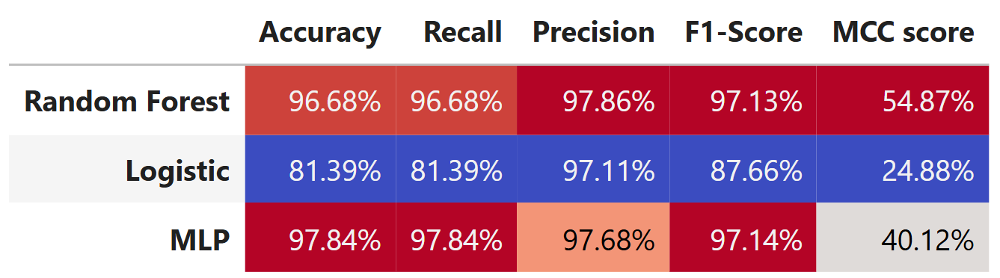 Accuracy Recall Precision F1-Score MCC score
Random Forest 96.68% 96.68% 97.86% 97.13% 54.87%
Logistic 81.39% 81.39% 97.11% 87.66% 24.88%
MLP 97.84% 97.84% 97.68% 97.14% 40.12%